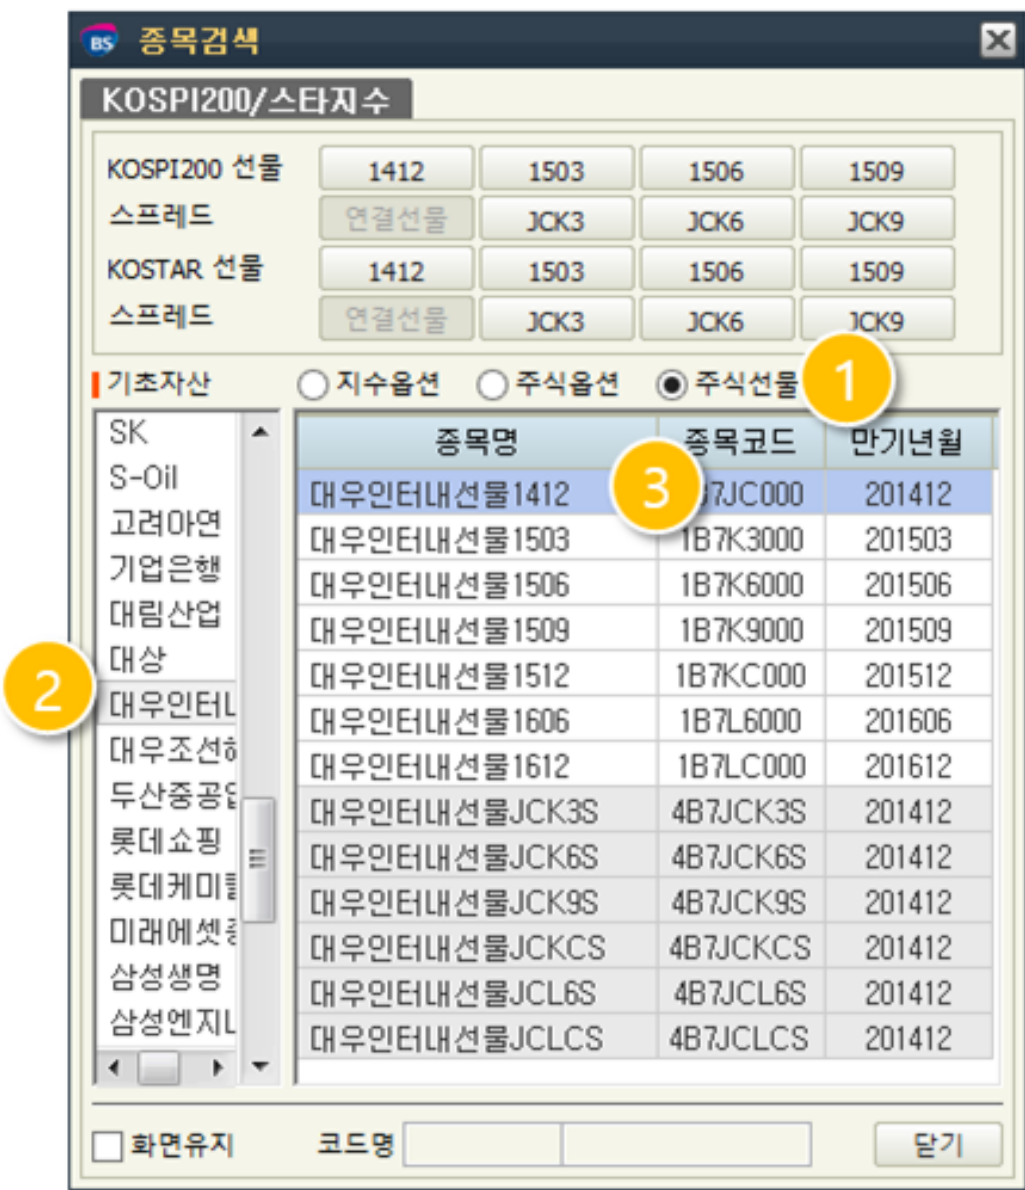 BS 종목검색
KOSPI200/스타지수
KOSPI200 선물 1412 1503 1506 1509
스프레드 연결선물 JCK3 JCK6 JCK9
KOSTAR 선물 1412 1503 1506 1509
스프레드 연결선물 JCK3 JCK6 JCK9
기초자산 지수옵션 주식옵션 주식선물 1
SK
S-Oil
고려아연
기업은행
대림산업
대상
2
대우인터
대우조선
두산중공
롯데쇼핑
롯데케미
미래에셋
삼성생명
삼성엔지
종목명 종목코드 만기년월
3
대우인터내선물1412 7JC000 201412
대우인터내선물1503 1B7K3000 201503
대우인터내선물1506 1B7K6000 201506
대우인터내선물1509 1B7K9000 201509
대우인터내선물1512 1B7KC000 201512
대우인터내선물1606 1B7L6000 201606
대우인터내선물1612 1B7LC000 201612
대우인터내선물JCK3S 4B7JCK3S 201412
대우인터내선물JCK6S 4B7JCK6S 201412
대우인터내선물JCK9S 4B7JCK9S 201412
대우인터내선물JCKCS 4B7JCKCS 201412
대우인터내선물JCL6S 4B7JCL6S 201412
대우인터내선물JCLCS 4B7JCLCS 201412
화면유지 코드명 닫기